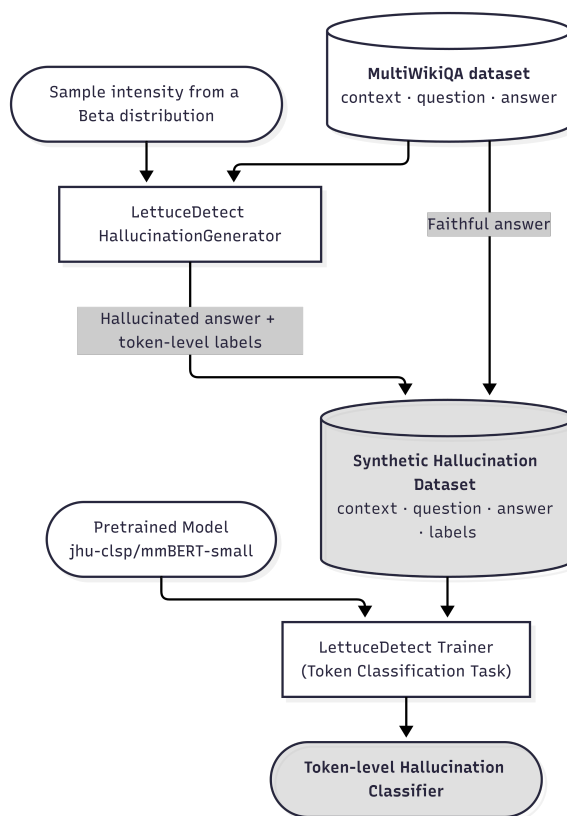 MultiWikiQA dataset
context · question · answer
Sample intensity from a
Beta distribution
LettuceDetect
HallucinationGenerator
Faithful answer
Hallucinated answer +
token-level labels
Synthetic Hallucination
Dataset
context · question · answer
· labels
Pretrained Model
jhu-clsp/mmBERT-small
LettuceDetect Trainer
(Token Classification Task)
Token-level Hallucination
Classifier